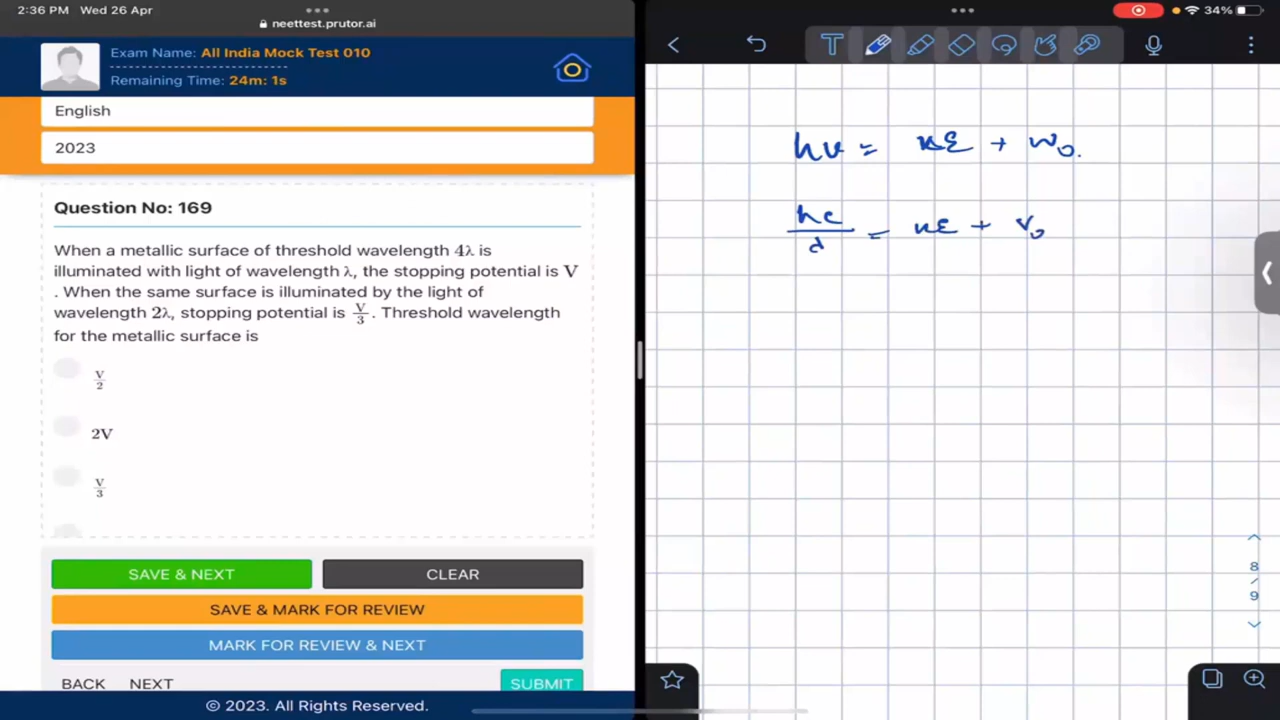 2:36 PM Wed 26 Apr
neettest.prutor.ai
34%
Exam Name: All India Mock Test 010
Remaining Time: 24m: 1s
English
2023
Question No: 169
When a metallic surface of threshold wavelength 4λ is
illuminated with light of wavelength λ, the stopping potential is V
. When the same surface is illuminated by the light of
wavelength 2λ, stopping potential is V/3. Threshold wavelength
for the metallic surface is
V/2
2V
V/3
SAVE & NEXT
CLEAR
SAVE & MARK FOR REVIEW
MARK FOR REVIEW & NEXT
BACK
NEXT
SUBMIT
© 2023. All Rights Reserved.
T
hν = KE + W₀.
hc/λ = KE + V₀
8
/
9